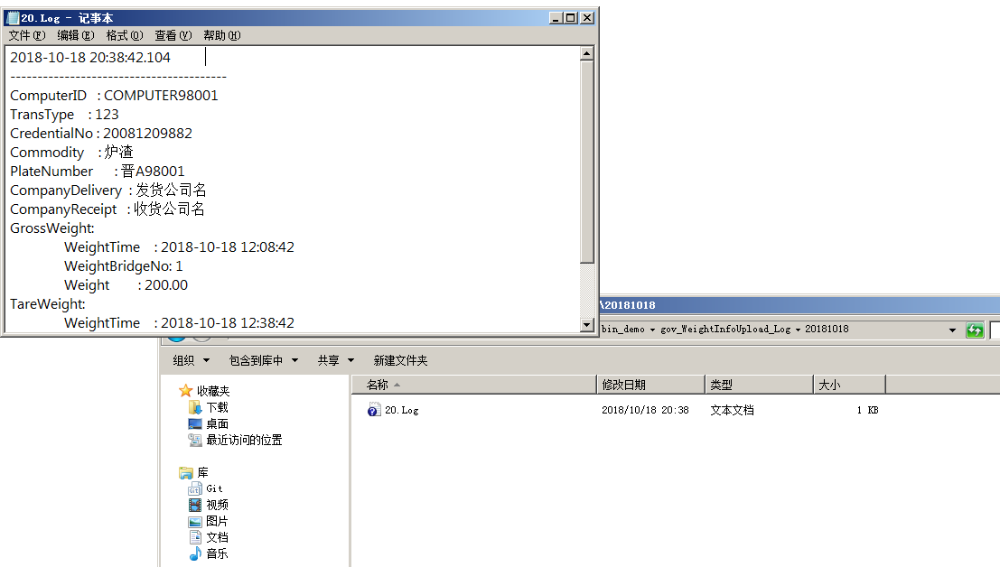 20.Log - 记事本
文件(F) 编辑(E) 格式(O) 查看(V) 帮助(H)
2018-10-18 20:38:42.104
----------------------------------------
ComputerID : COMPUTER98001
TransType : 123
CredentialNo : 20081209882
Commodity : 炉渣
PlateNumber : 晋A98001
CompanyDelivery : 发货公司名
CompanyReceipt : 收货公司名
GrossWeight:
WeightTime : 2018-10-18 12:08:42
WeightBridgeNo: 1
Weight : 200.00
TareWeight:
WeightTime : 2018-10-18 12:38:42
\20181018
bin_demo gov_WeightInfoUpload_Log 20181018
组织 包含到库中 共享 新建文件夹
名称 修改日期 类型 大小
20.Log 2018/10/18 20:38 文本文档 1 KB
收藏夹
下载
桌面
最近访问的位置
库
Git
视频
图片
文档
音乐